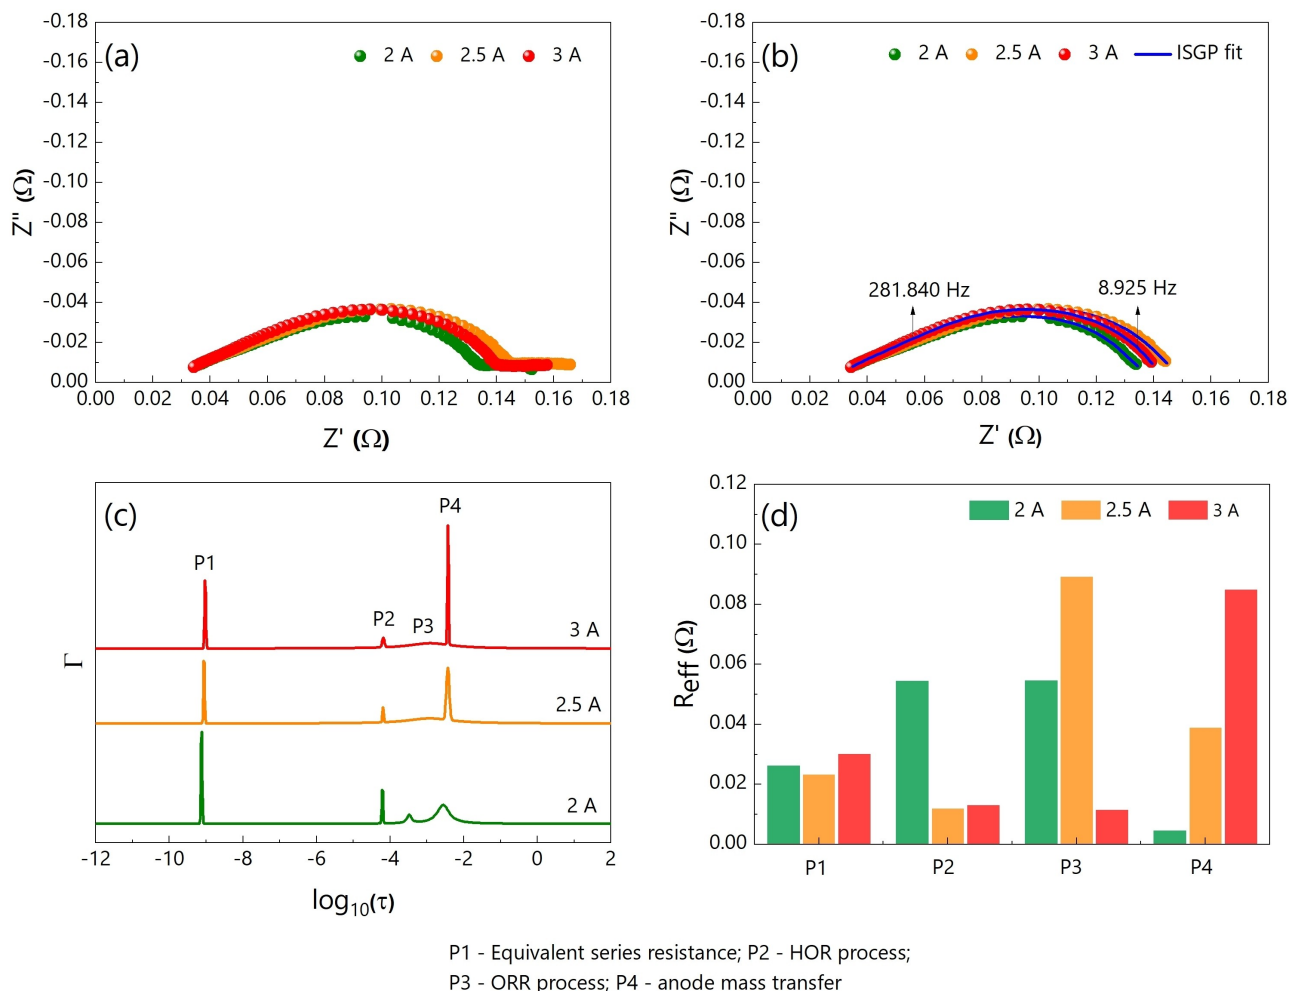 (a)
2 A 2.5 A 3 A
-0.18
-0.16
-0.14
-0.12
-0.10
-0.08
-0.06
-0.04
-0.02
0.00
Z'' (Ω)
0.00 0.02 0.04 0.06 0.08 0.10 0.12 0.14 0.16 0.18
Z' (Ω)
(b)
2 A 2.5 A 3 A ISGP fit
-0.18
-0.16
-0.14
-0.12
-0.10
-0.08
-0.06
-0.04
-0.02
0.00
Z'' (Ω)
281.840 Hz
8.925 Hz
0.00 0.02 0.04 0.06 0.08 0.10 0.12 0.14 0.16 0.18
Z' (Ω)
(c)
P4
P1
P2
P3
3 A
2.5 A
2 A
Γ
-12 -10 -8 -6 -4 -2 0 2
log10(τ)
(d)
2 A 2.5 A 3 A
0.12
0.10
0.08
0.06
0.04
0.02
0.00
Reff (Ω)
P1 P2 P3 P4
P1 - Equivalent series resistance; P2 - HOR process;
P3 - ORR process; P4 - anode mass transfer